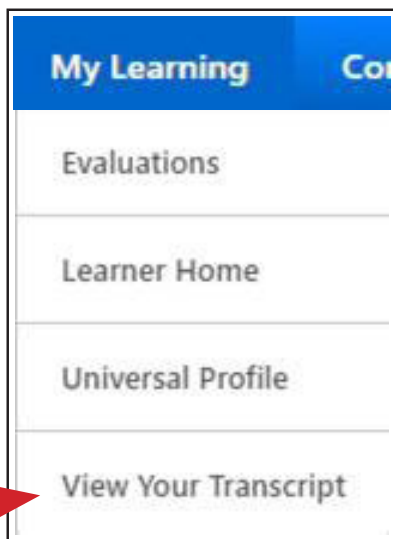 My Learning
Evaluations
Learner Home
Universal Profile
View Your Transcript